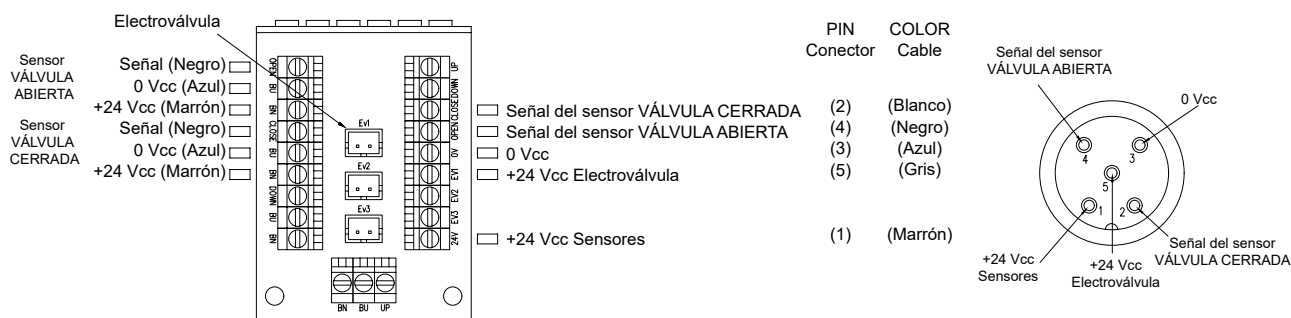 Electroválvula
Sensor
VÁLVULA
ABIERTA
Señal (Negro)
0 Vcc (Azul)
+24 Vcc (Marrón)
Sensor
VÁLVULA
CERRADA
Señal (Negro)
0 Vcc (Azul)
+24 Vcc (Marrón)
OPEN
BU
BN
CLOSE
BU
BN
DOWN
BU
BN
Ev1
Ev2
Ev3
BN BU UP
UP
DOWN
CLOSE
OPEN
0V
EV1
EV2
EV3
24V
PIN COLOR
Conector Cable
Señal del sensor VÁLVULA CERRADA (2) (Blanco)
Señal del sensor VÁLVULA ABIERTA (4) (Negro)
0 Vcc (3) (Azul)
+24 Vcc Electroválvula (5) (Gris)
+24 Vcc Sensores (1) (Marrón)
Señal del sensor
VÁLVULA ABIERTA
0 Vcc
4 3
5
1 2
Señal del sensor
VÁLVULA CERRADA
+24 Vcc
Sensores
+24 Vcc
Electroválvula